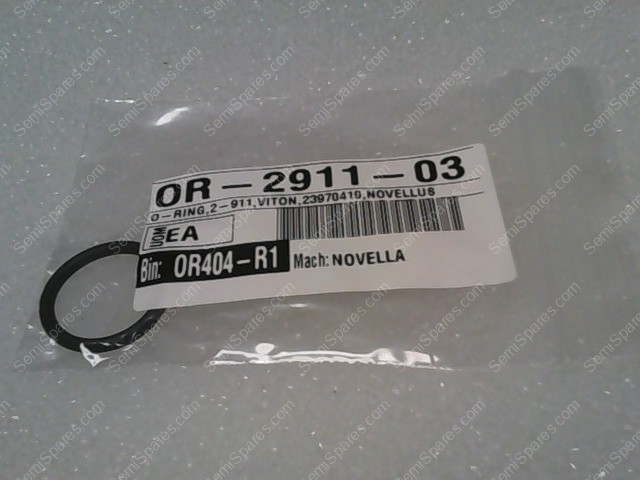 OR-2911-03
O-RING,2-911,VITON,23970410,NOVELLUS
UOM EA
Bin: OR404-R1 Mach: NOVELLA
SemiSpares.com